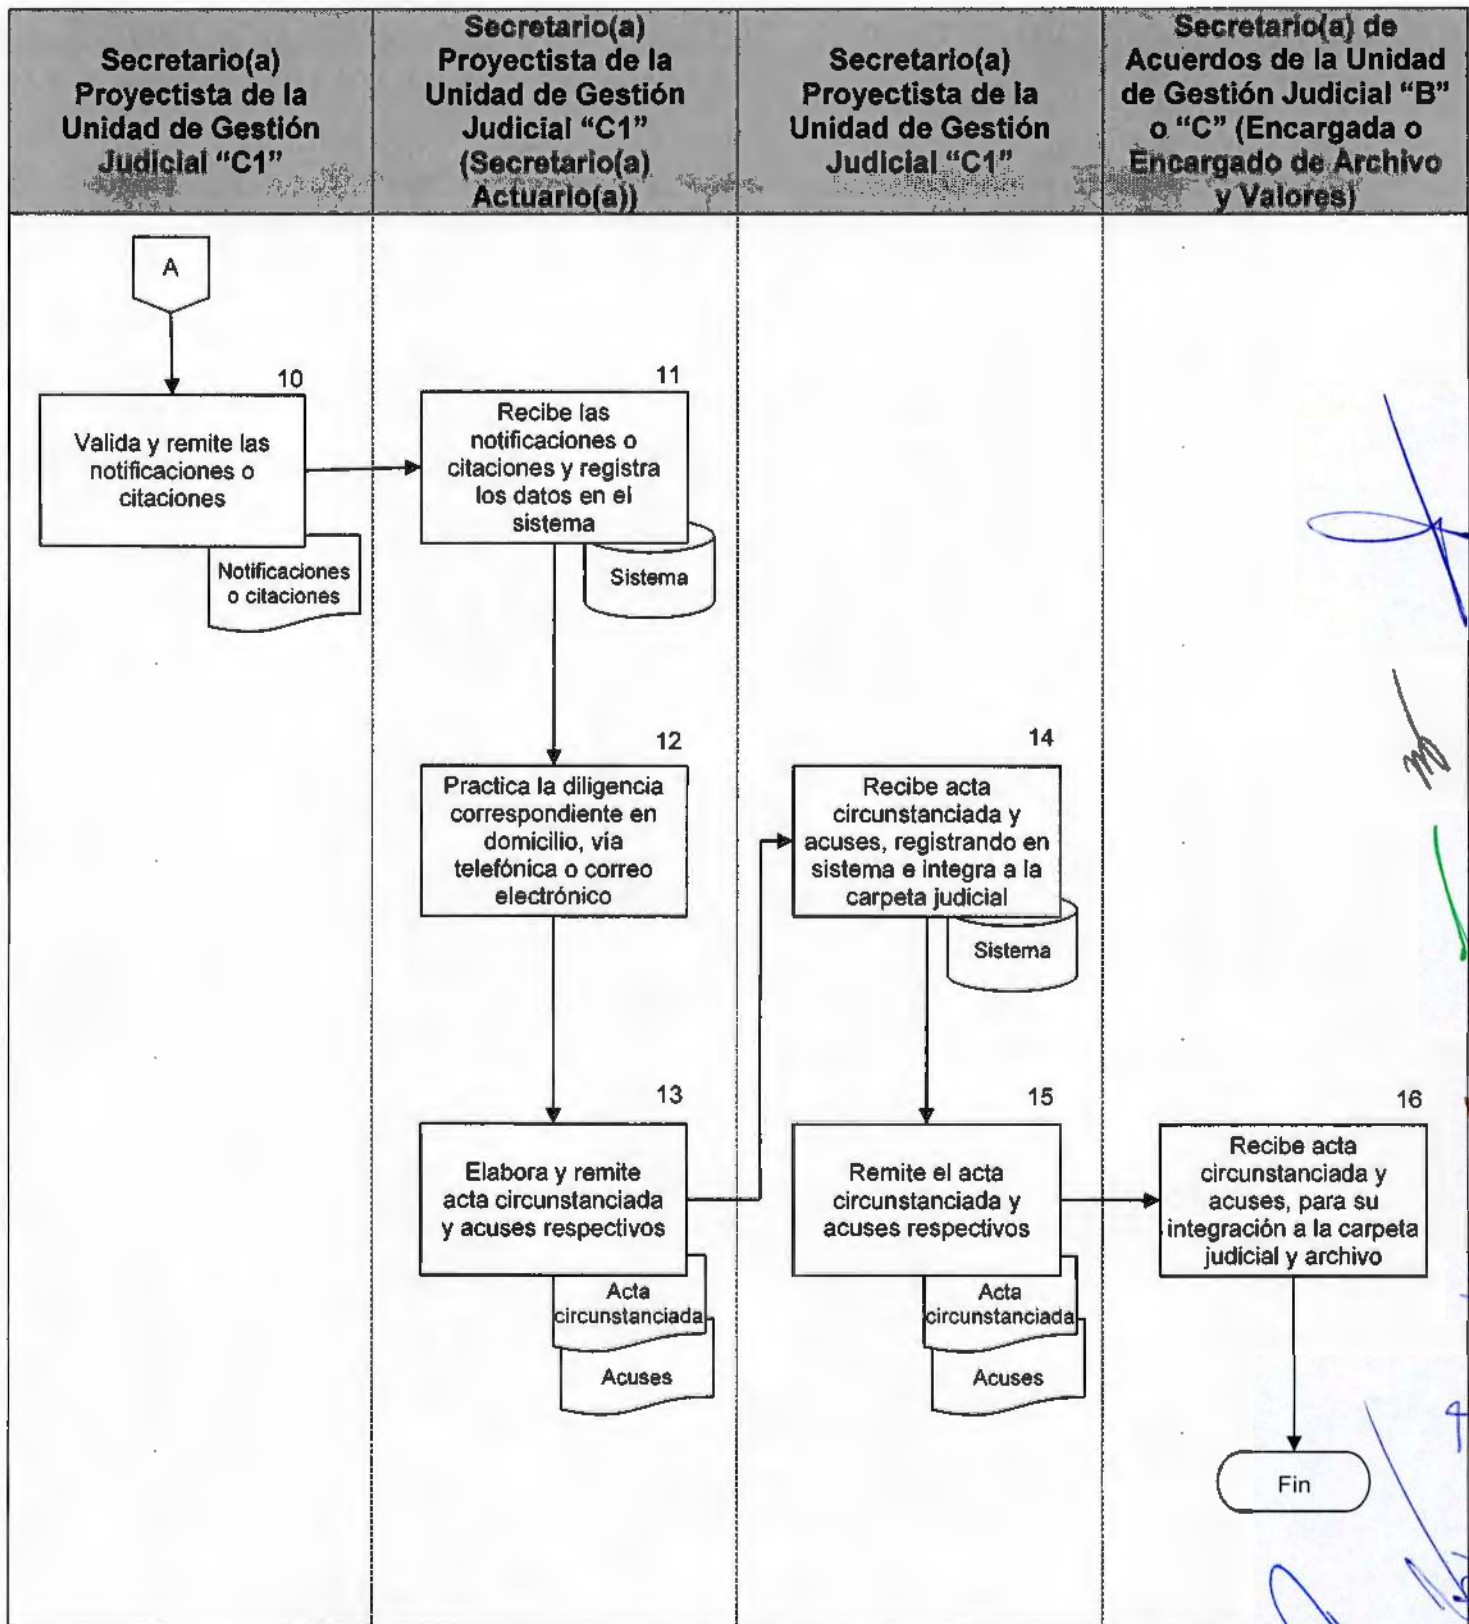 Secretario(a)
Proyectista de la
Unidad de Gestión
Judicial “C1”
Secretario(a)
Proyectista de la
Unidad de Gestión
Judicial “C1”
(Secretario(a)
Actuario(a))
Secretario(a)
Proyectista de la
Unidad de Gestión
Judicial “C1”
Secretario(a) de
Acuerdos de la Unidad
de Gestión Judicial “B”
o “C” (Encargada o
Encargado de Archivo
y Valores)
A
10
Valida y remite las
notificaciones o
citaciones
Notificaciones
o citaciones
11
Recibe las
notificaciones o
citaciones y registra
los datos en el
sistema
Sistema
12
Practica la diligencia
correspondiente en
domicilio, vía
telefónica o correo
electrónico
13
Elabora y remite
acta circunstanciada
y acuses respectivos
Acta
circunstanciada
Acuses
14
Recibe acta
circunstanciada y
acuses, registrando en
sistema e integra a la
carpeta judicial
Sistema
15
Remite el acta
circunstanciada y
acuses respectivos
Acta
circunstanciada
Acuses
16
Recibe acta
circunstanciada y
acuses, para su
integración a la carpeta
judicial y archivo
Fin